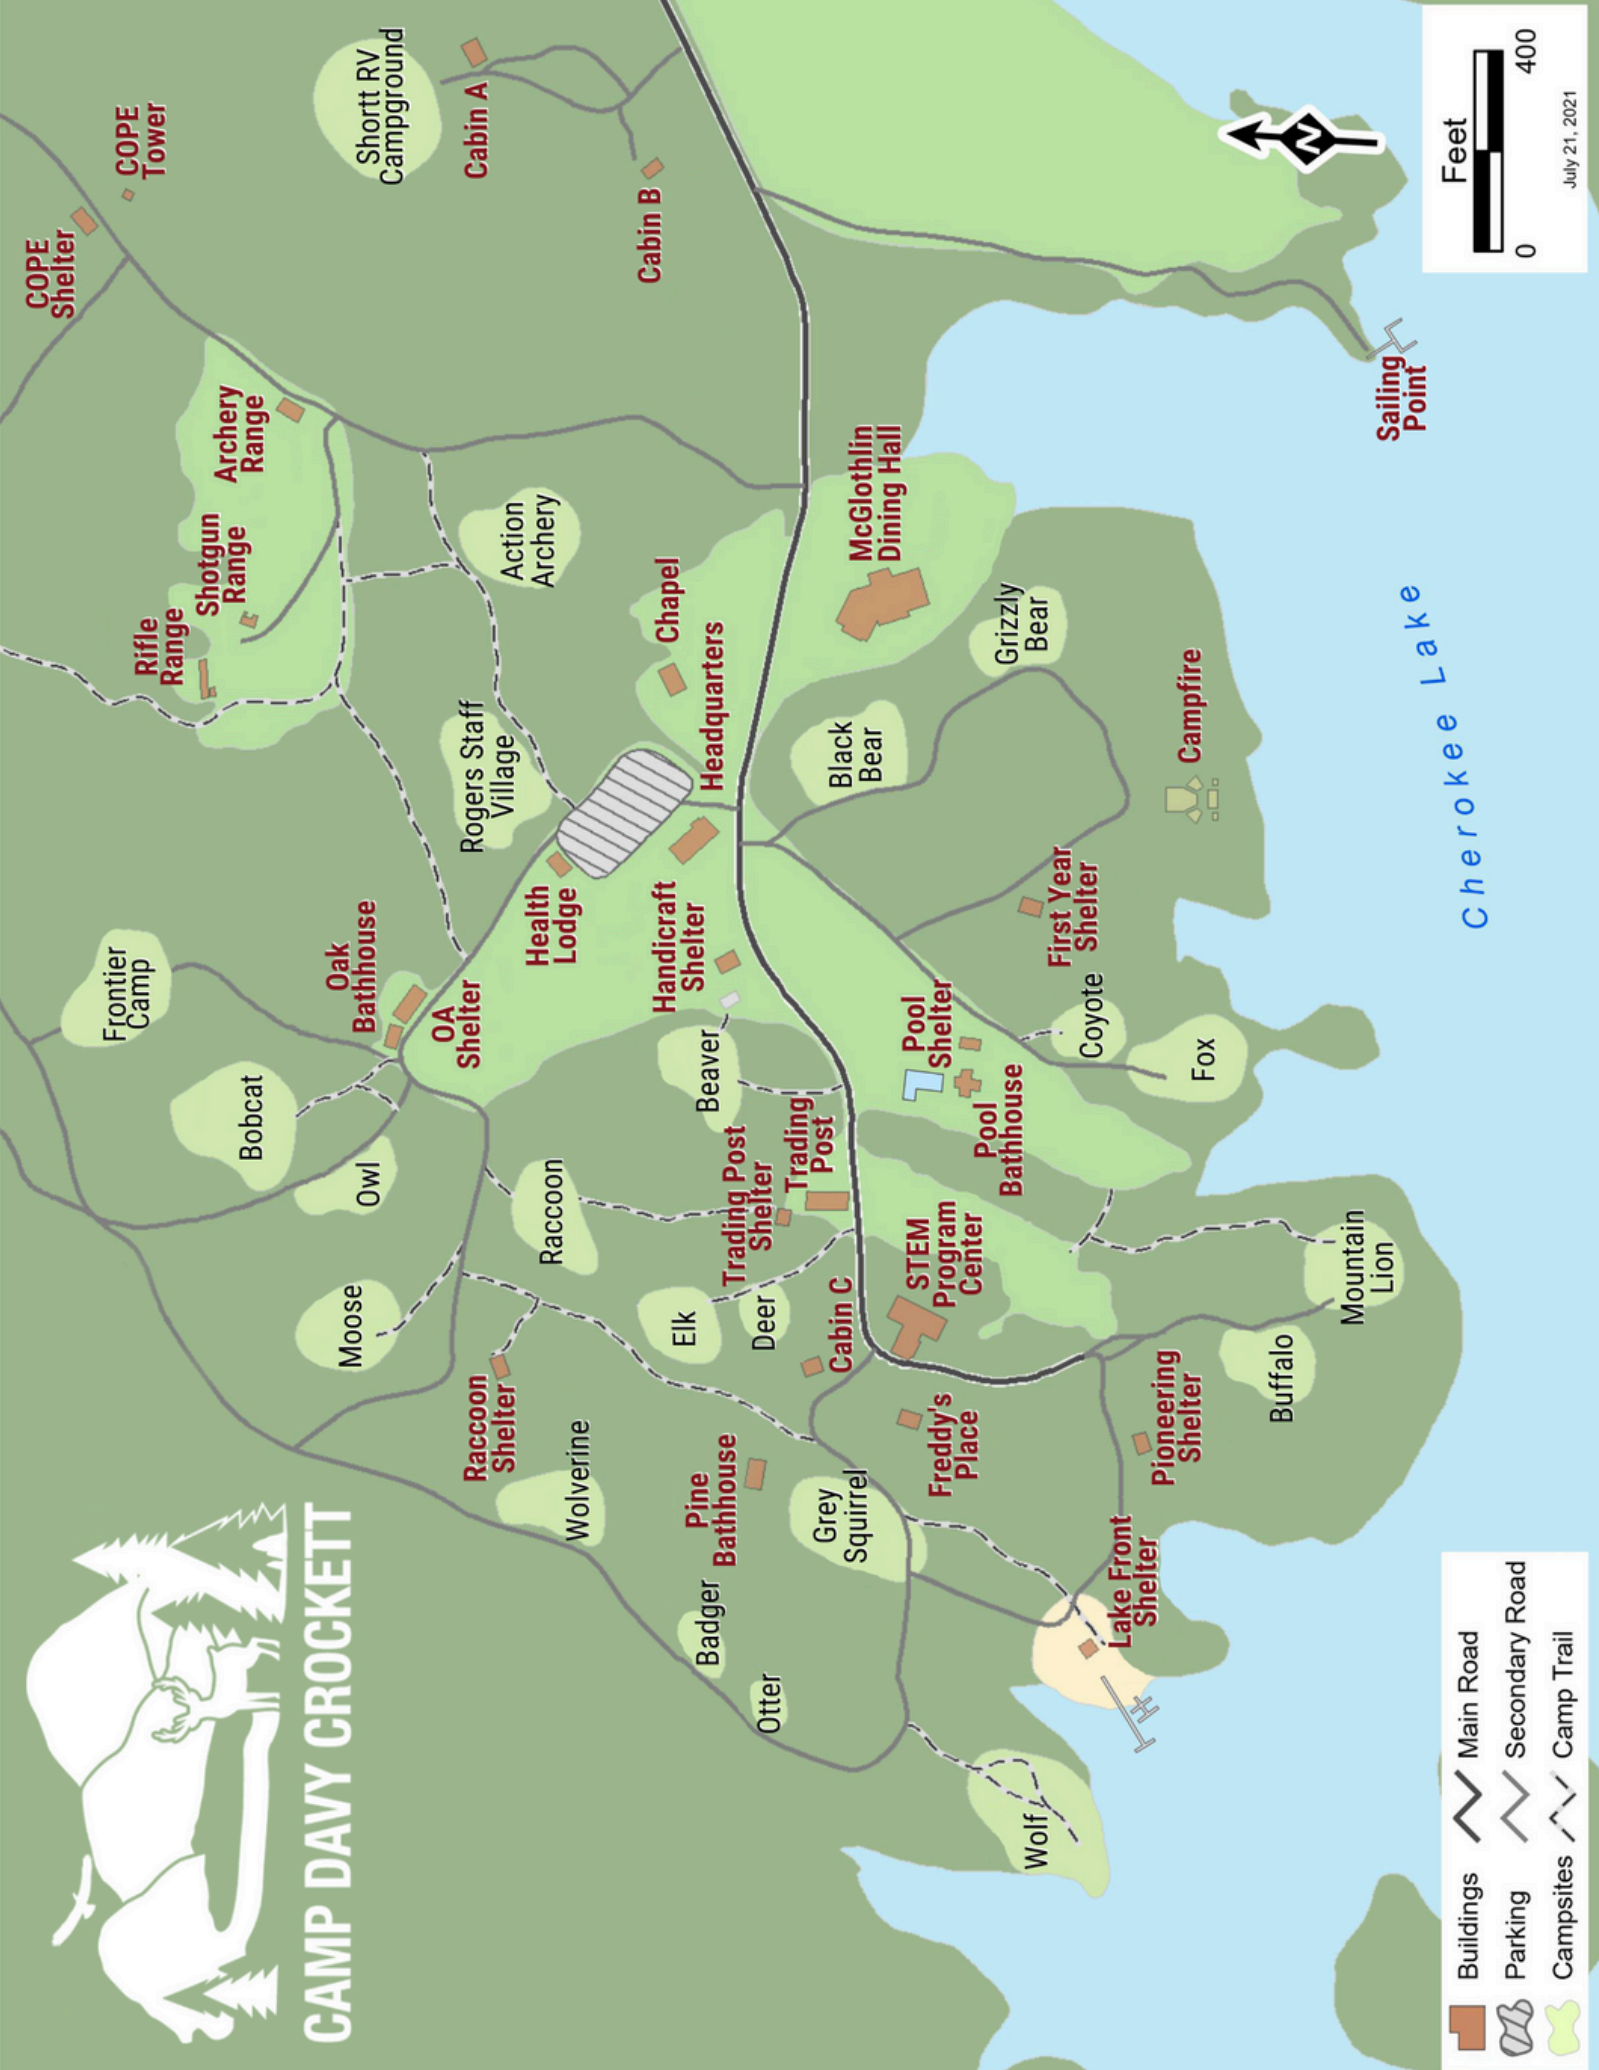 CAMP DAVY CROCKETT
COPE
Shelter
COPE
Tower
Shortt RV
Campground
Cabin A
Cabin B
Archery
Range
Shotgun
Range
Rifle
Range
Action
Archery
Rogers Staff
Village
Chapel
Headquarters
McGlothlin
Dining Hall
Grizzly
Bear
Black
Bear
Campfire
Sailing
Point
Frontier
Camp
Oak
Bathhouse
OA
Shelter
Health
Lodge
Handicraft
Shelter
First Year
Shelter
Coyote
Fox
Pool
Shelter
Pool
Bathhouse
Bobcat
Owl
Beaver
Raccoon
Trading Post
Shelter
Trading
Post
Moose
Elk
Deer
Cabin C
STEM
Program
Center
Mountain
Lion
Buffalo
Raccoon
Shelter
Wolverine
Pine
Bathhouse
Grey
Squirrel
Freddy's
Place
Pioneering
Shelter
Lake Front
Shelter
Badger
Otter
Wolf
Cherokee Lake
Buildings
Parking
Campsites
Main Road
Secondary Road
Camp Trail
N
Feet
0 400
July 21, 2021